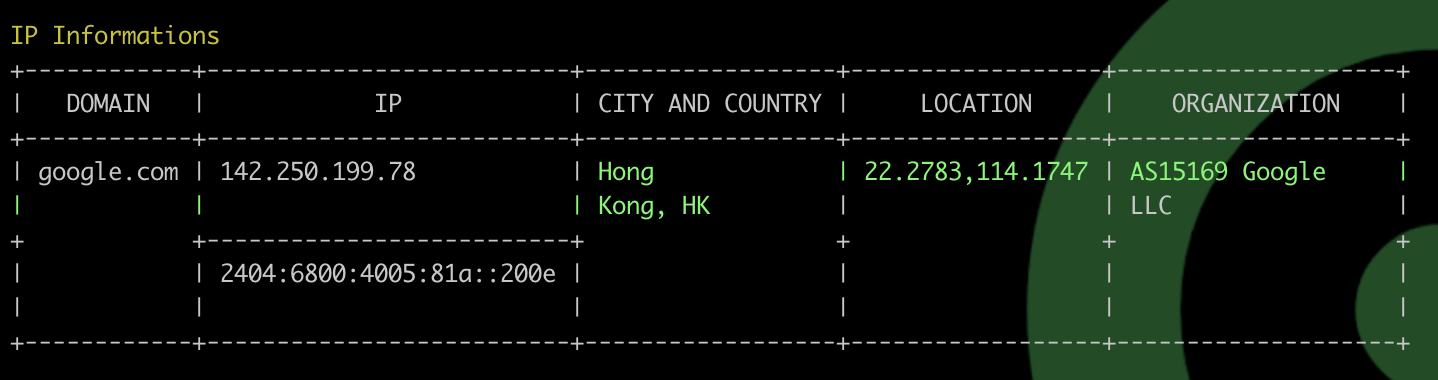 IP Informations
+------------+--------------------------+------------------+------------------+--------------------+
|   DOMAIN   |            IP            | CITY AND COUNTRY |     LOCATION     |    ORGANIZATION    |
+------------+--------------------------+------------------+------------------+--------------------+
| google.com | 142.250.199.78           | Hong             | 22.2783,114.1747 | AS15169 Google     |
|            |                          | Kong, HK         |                  | LLC                |
+            +--------------------------+                  +                  +                    +
|            | 2404:6800:4005:81a::200e |                  |                  |                    |
|            |                          |                  |                  |                    |
+------------+--------------------------+------------------+------------------+--------------------+